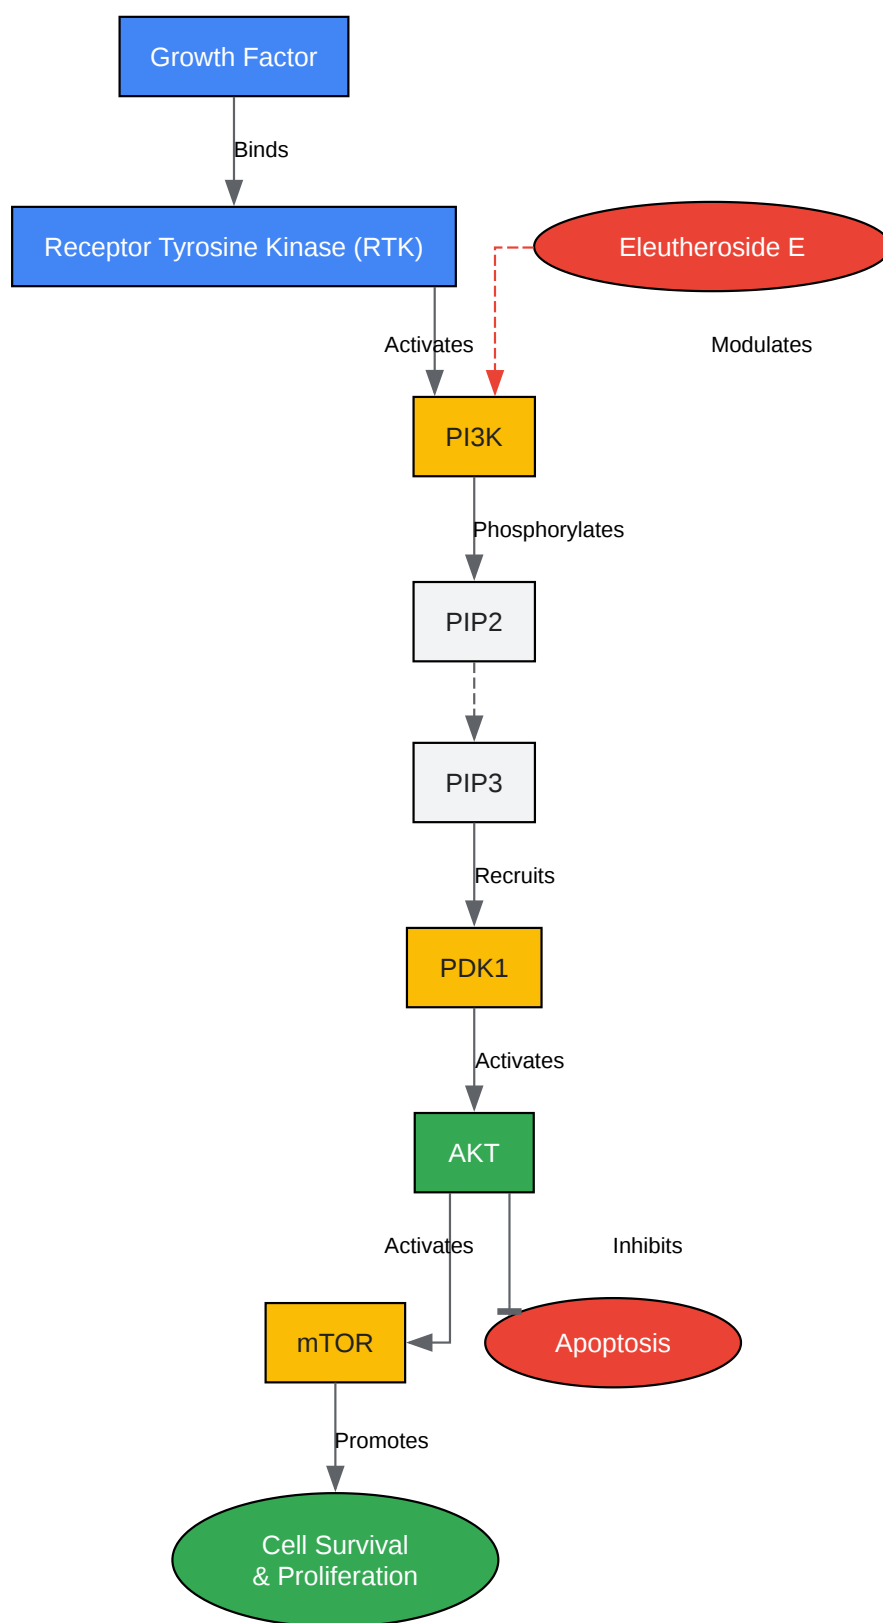 Growth Factor
Binds
Receptor Tyrosine Kinase (RTK)
Eleutheroside E
Activates
Modulates
PI3K
Phosphorylates
PIP2
PIP3
Recruits
PDK1
Activates
AKT
Activates
Inhibits
mTOR
Apoptosis
Promotes
Cell Survival
& Proliferation